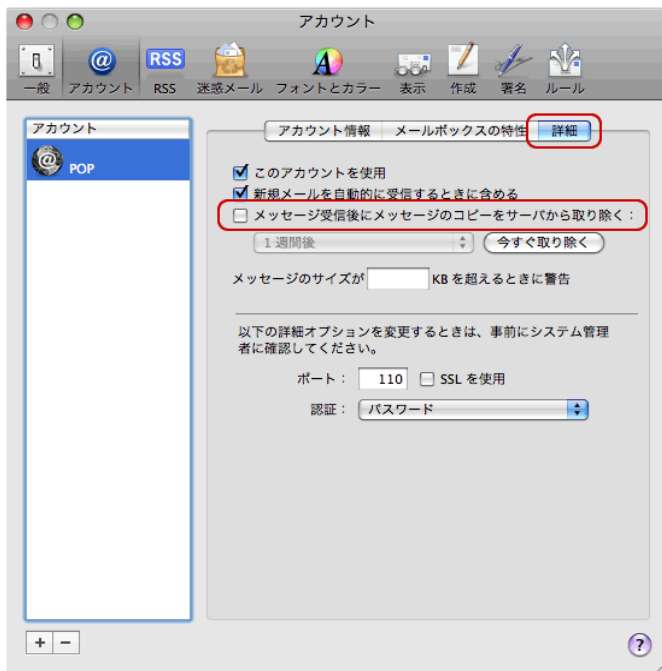 アカウント
RSS
一般 アカウント RSS 迷惑メール フォントとカラー 表示 作成 署名 ルール
アカウント
POP
アカウント情報 メールボックスの特性 詳細
このアカウントを使用
新規メールを自動的に受信するときに含める
メッセージ受信後にメッセージのコピーをサーバから取り除く：
1 週間後 今すぐ取り除く
メッセージのサイズが KB を超えるときに警告
以下の詳細オプションを変更するときは、事前にシステム管理
者に確認してください。
ポート： 110 SSL を使用
認証： パスワード